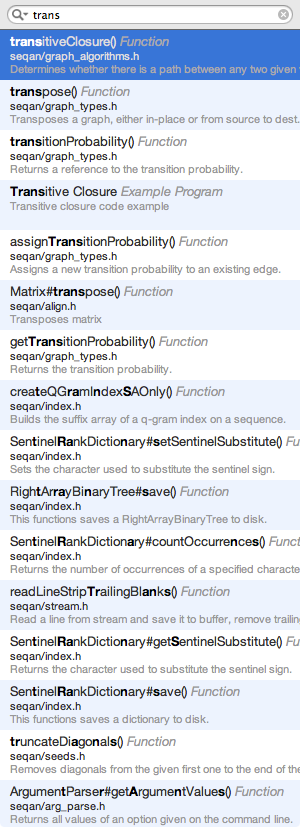 trans
transitiveClosure() Function
seqan/graph_algorithms.h
Determines whether there is a path between any two given
transpose() Function
seqan/graph_types.h
Transposes a graph, either in-place or from source to dest.
transitionProbability() Function
seqan/graph_types.h
Returns a reference to the transition probability.
Transitive Closure Example Program
Transitive closure code example
assignTransitionProbability() Function
seqan/graph_types.h
Assigns a new transition probability to an existing edge.
Matrix#transpose() Function
seqan/align.h
Transposes matrix
getTransitionProbability() Function
seqan/graph_types.h
Returns the transition probability.
createQGramIndexSAOnly() Function
seqan/index.h
Builds the suffix array of a q-gram index on a sequence.
SentinelRankDictionary#setSentinelSubstitute() Fu
seqan/index.h
Sets the character used to substitute the sentinel sign.
RightArrayBinaryTree#save() Function
seqan/index.h
This functions saves a RightArrayBinaryTree to disk.
SentinelRankDictionary#countOccurrences() Functi
seqan/index.h
Returns the number of occurrences of a specified characte
readLineStripTrailingBlanks() Function
seqan/stream.h
Read a line from stream and save it to buffer, remove trailin
SentinelRankDictionary#getSentinelSubstitute() Fu
seqan/index.h
Returns the character used to substitute the sentinel sign.
SentinelRankDictionary#save() Function
seqan/index.h
This functions saves a dictionary to disk.
truncateDiagonals() Function
seqan/seeds.h
Removes diagonals from the given first one to the end of the
ArgumentParser#getArgumentValues() Function
seqan/arg_parse.h
Returns all values of an option given on the command line.